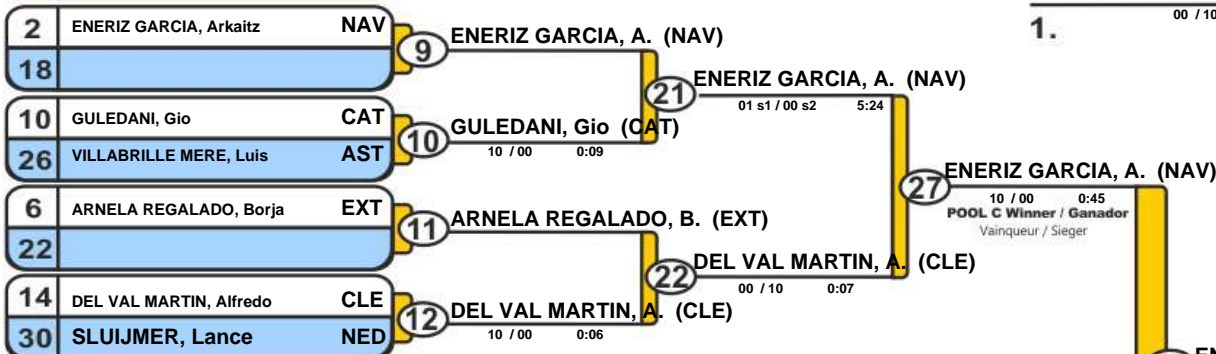 2 ENERIZ GARCIA, Arkaitz NAV
18
9 ENERIZ GARCIA, A. (NAV)
10 GULEDANI, Gio CAT
26 VILLABRILLE MERE, Luis AST
10 GULEDANI, Gio (CAT)
10 / 00 0:09
21 ENERIZ GARCIA, A. (NAV)
01 s1 / 00 s2 5:24
6 ARNELA REGALADO, Borja EXT
22
11 ARNELA REGALADO, B. (EXT)
14 DEL VAL MARTIN, Alfredo CLE
30 SLUIJMER, Lance NED
12 DEL VAL MARTIN, A. (CLE)
10 / 00 0:06
22 DEL VAL MARTIN, A. (CLE)
00 / 10 0:07
27 ENERIZ GARCIA, A. (NAV)
10 / 00 0:45
POOL C Winner / Ganador
Vainqueur / Sieger
00 / 10
1.